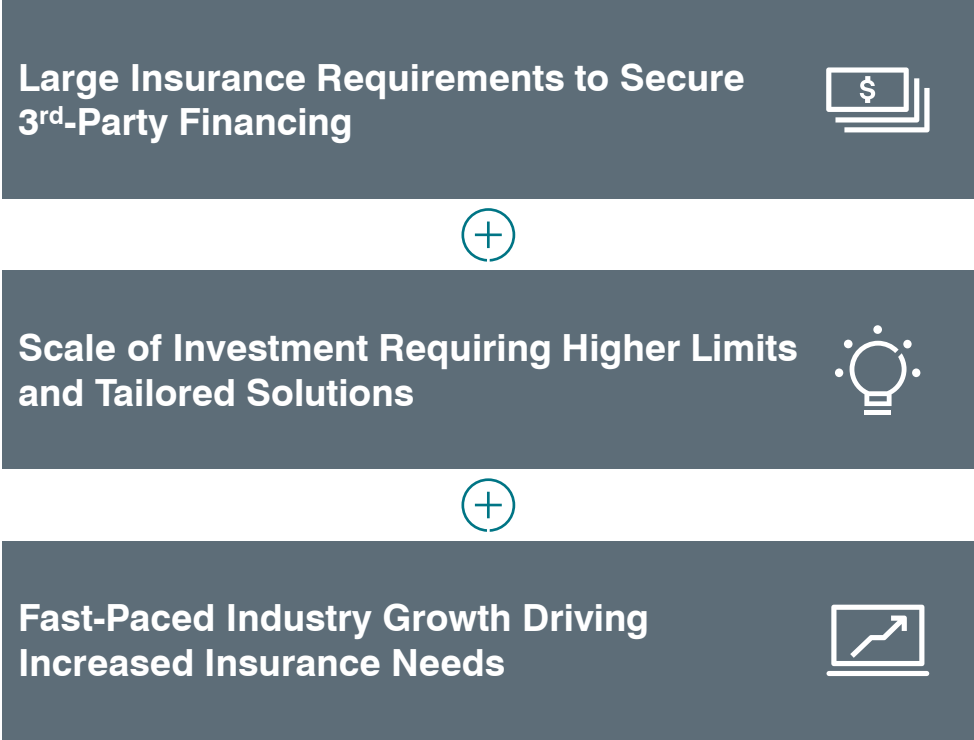 Large Insurance Requirements to Secure
3rd-Party Financing
$
Scale of Investment Requiring Higher Limits
and Tailored Solutions
Fast-Paced Industry Growth Driving
Increased Insurance Needs